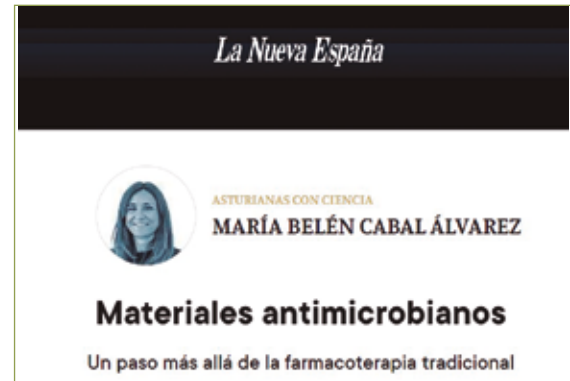 La Nueva España
ASTURIANAS CON CIENCIA
MARÍA BELÉN CABAL ÁLVAREZ
Materiales antimicrobianos
Un paso más allá de la farmacoterapia tradicional